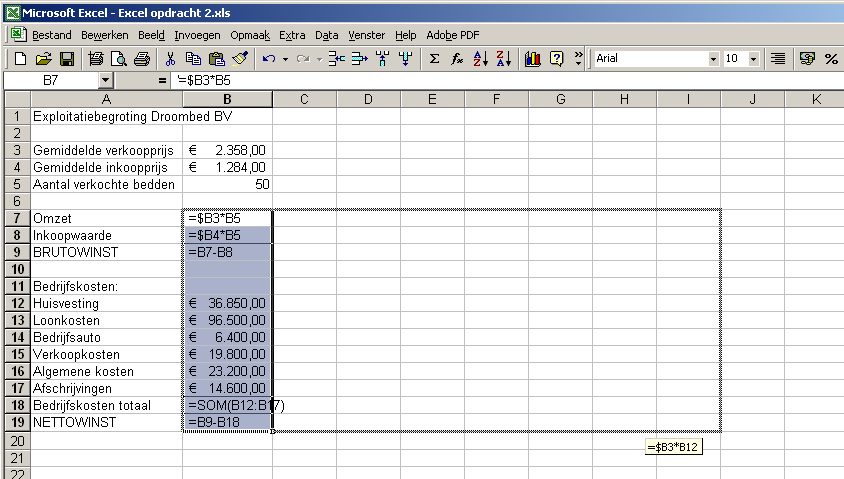 Microsoft Excel - Excel opdracht 2.xls
Bestand Bewerken Beeld Invoegen Opmaak Extra Data Venster Help Adobe PDF
Σ fx A Z Z A ? » Arial 10 %
B7 = '=$B3*B5
A B C D E F G H I J K
1 Exploitatiebegroting Droombed BV
2
3 Gemiddelde verkoopprijs € 2.358,00
4 Gemiddelde inkoopprijs € 1.284,00
5 Aantal verkochte bedden 50
6
7 Omzet =$B3*B5
8 Inkoopwaarde =$B4*B5
9 BRUTOWINST =B7-B8
10
11 Bedrijfskosten:
12 Huisvesting € 36.850,00
13 Loonkosten € 96.500,00
14 Bedrijfsauto € 6.400,00
15 Verkoopkosten € 19.800,00
16 Algemene kosten € 23.200,00
17 Afschrijvingen € 14.600,00
18 Bedrijfskosten totaal =SOM(B12:B17)
19 NETTOWINST =B9-B18
20
=$B3*B12
21
22